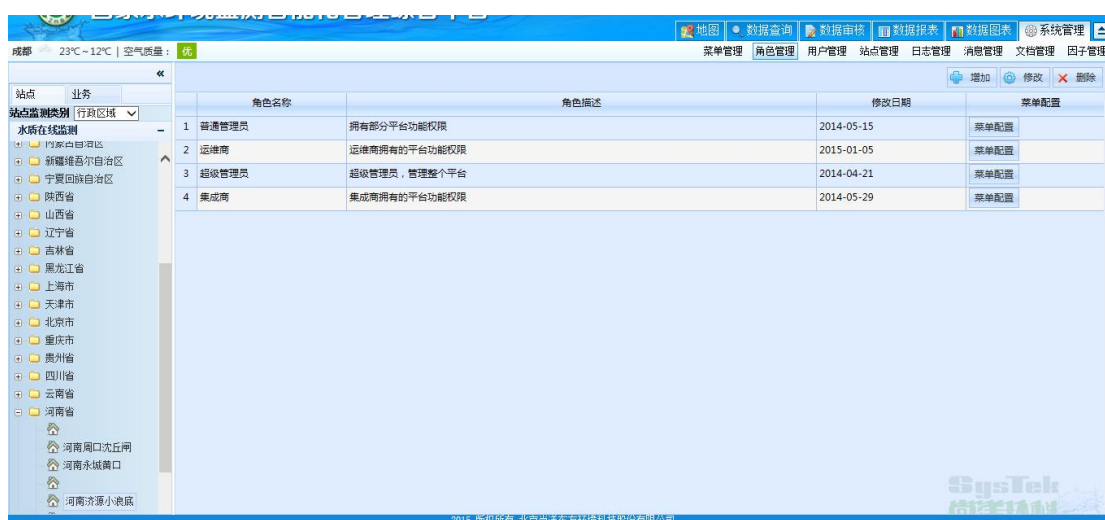 地图 数据查询 数据审核 数据报表 数据图表 系统管理
成都 23℃~12℃ | 空气质量： 优
菜单管理 角色管理 用户管理 站点管理 日志管理 消息管理 文档管理 因子管理
«
增加 修改 删除
站点 业务
站点监测类别 行政区域
水质在线监测
角色名称 角色描述 修改日期 菜单配置
1 普通管理员 拥有部分平台功能权限 2014-05-15 菜单配置
2 运维商 运维商拥有的平台功能权限 2015-01-05 菜单配置
3 超级管理员 超级管理员，管理整个平台 2014-04-21 菜单配置
4 集成商 集成商拥有的平台功能权限 2014-05-29 菜单配置
内蒙古自治区
新疆维吾尔自治区
宁夏回族自治区
陕西省
山西省
辽宁省
吉林省
黑龙江省
上海市
天津市
北京市
重庆市
贵州省
四川省
云南省
河南省
河南周口沈丘闸
河南永城黄口
河南济源小浪底
SysTek